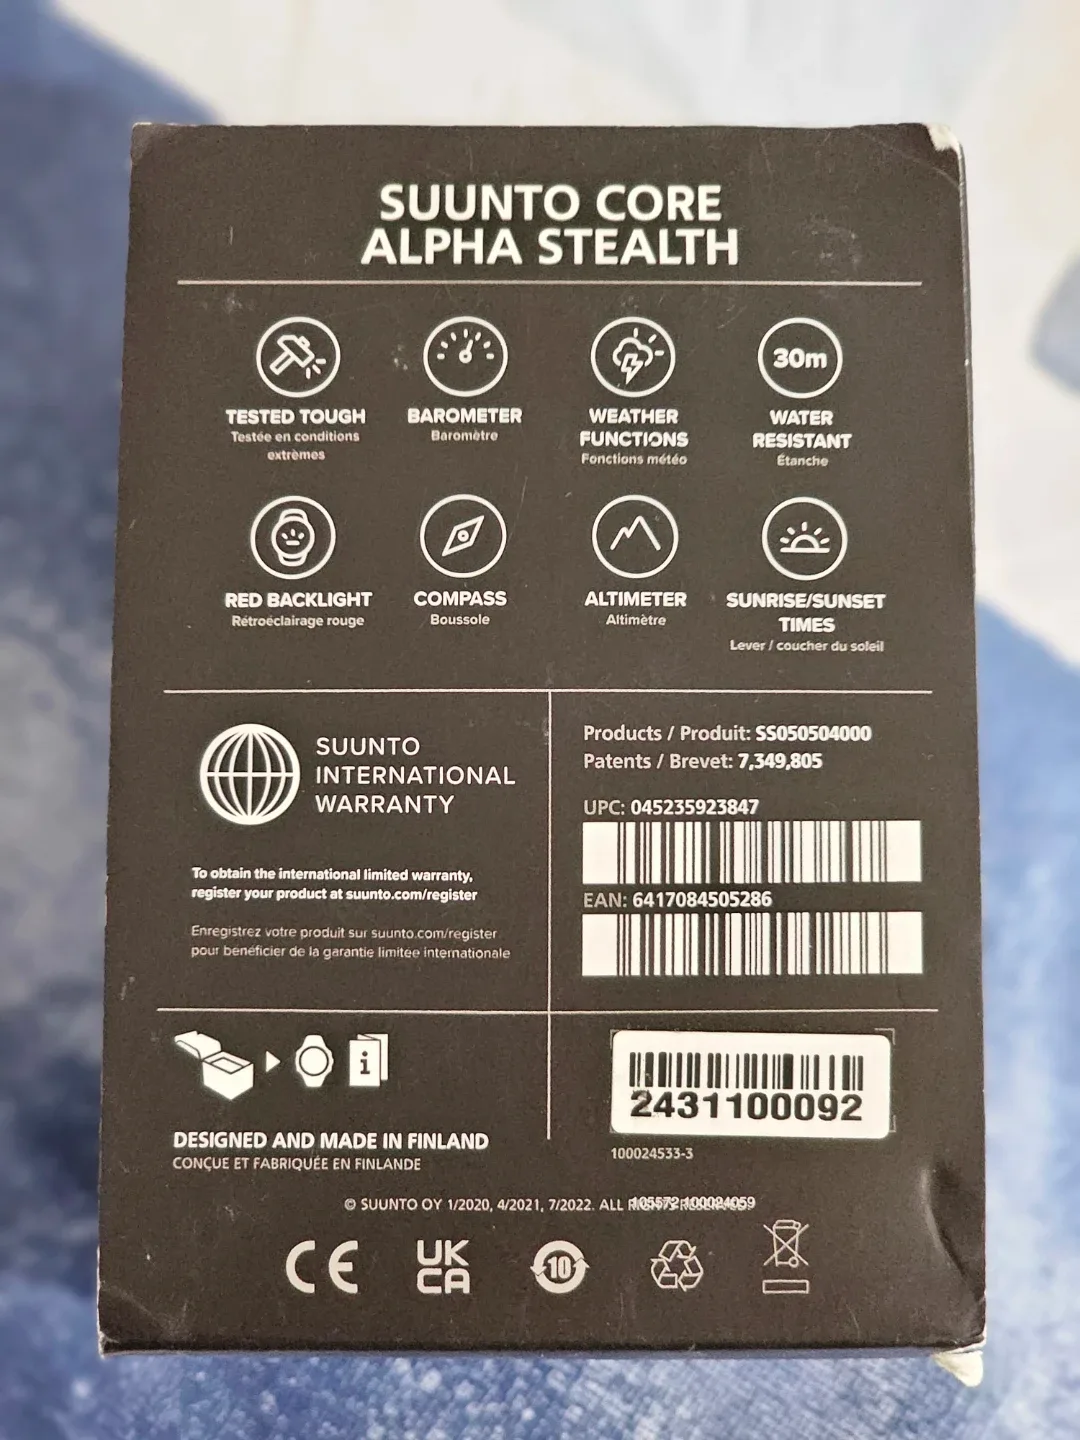 SUUNTO CORE
ALPHA STEALTH
TESTED TOUGH
Testée en conditions
extrèmes
BAROMETER
Baromètre
WEATHER
FUNCTIONS
Fonctions météo
30m
WATER
RESISTANT
Étanche
RED BACKLIGHT
Rétroéclairage rouge
COMPASS
Boussole
ALTIMETER
Altimètre
SUNRISE/SUNSET
TIMES
Lever / coucher du soleil
SUUNTO
INTERNATIONAL
WARRANTY
To obtain the international limited warranty,
register your product at suunto.com/register
Enregistrez votre produit sur suunto.com/register
pour bénéficier de la garantie limitée internationale
Products / Produit: SS050504000
Patents / Brevet: 7,349,805
UPC: 045235923847
EAN: 6417084505286
i
DESIGNED AND MADE IN FINLAND
CONÇUE ET FABRIQUÉE EN FINLANDE
2431100092
100024533-3
© SUUNTO OY 1/2020, 4/2021, 7/2022. ALL
105572-100024059
CE
UK
CA
10